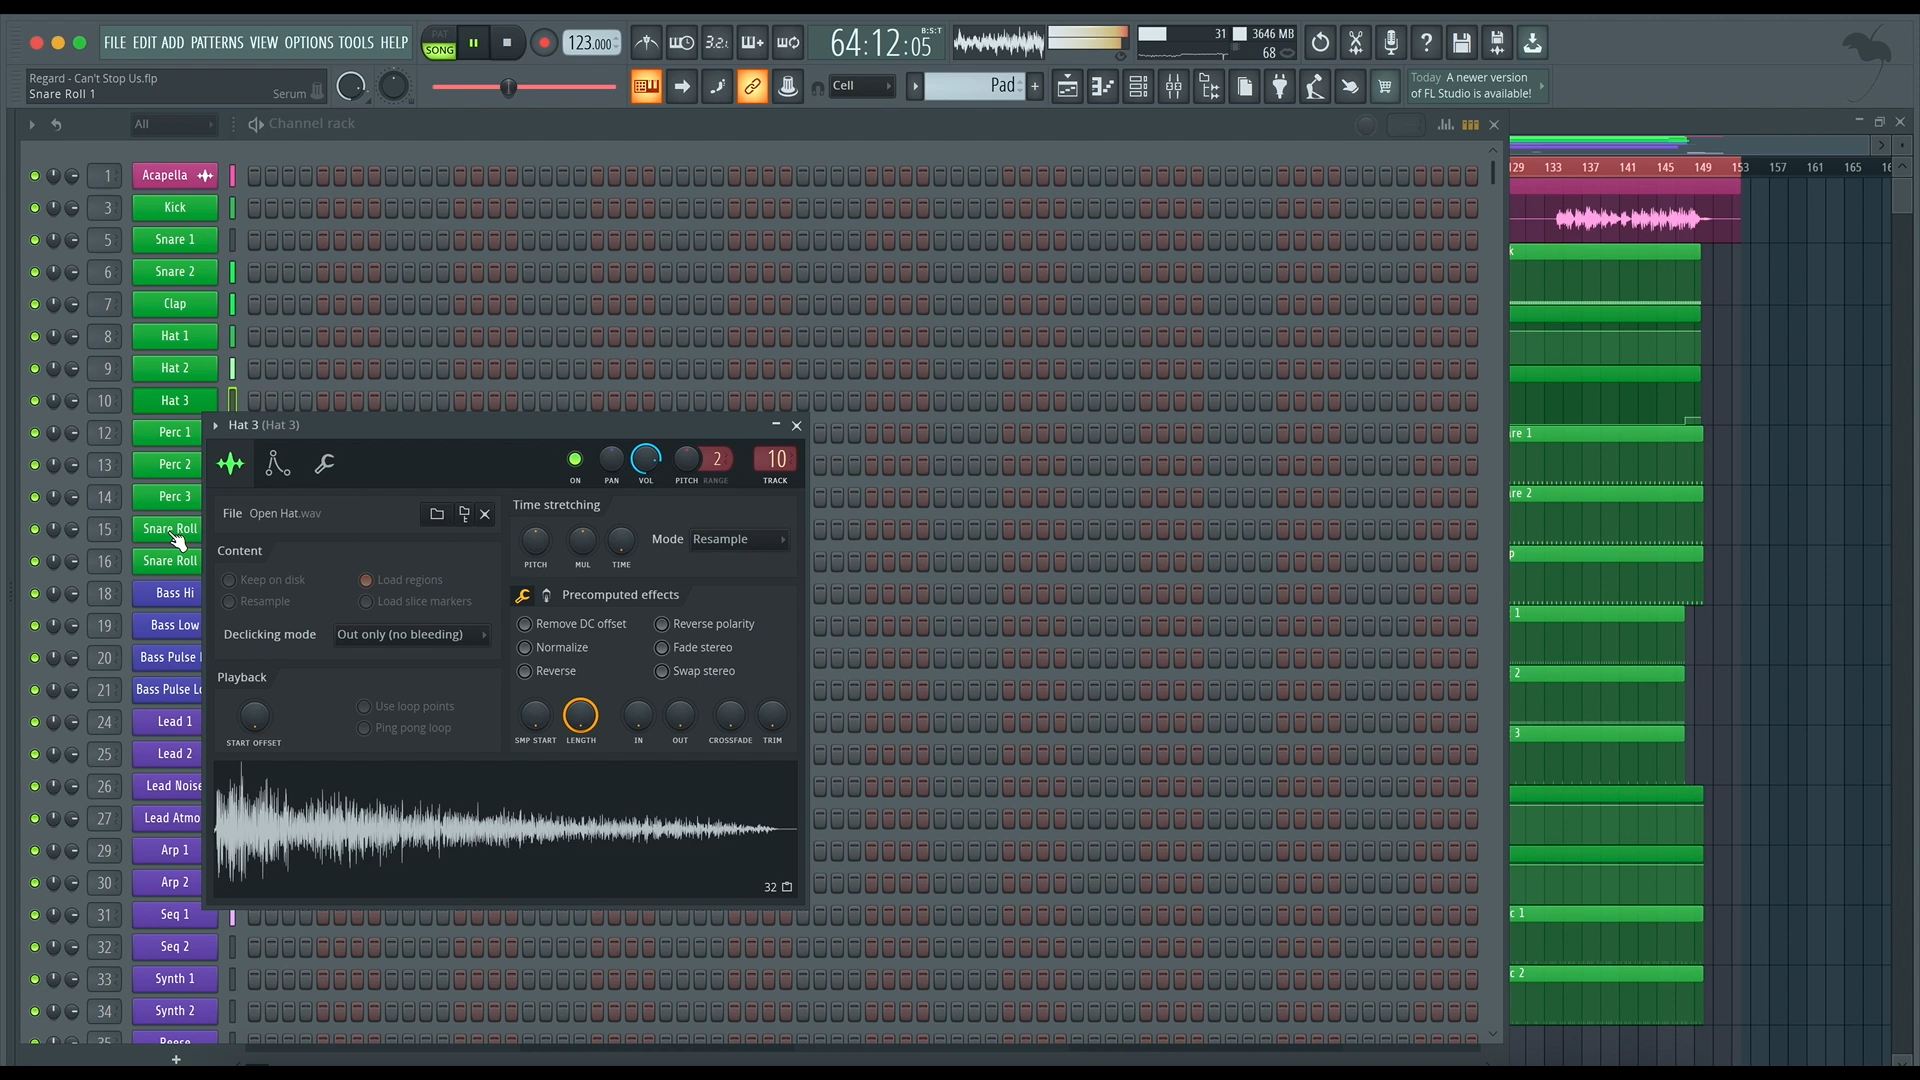 FILE EDIT ADD PATTERNS VIEW OPTIONS TOOLS HELP
PAT
SONG
123.000
3.2.
64:12:05
B:S:T
31
3646 MB
68
Regard - Can't Stop Us.flp
Snare Roll 1
Serum
Cell
Pad
Today A newer version
of FL Studio is available!
All
Channel rack
129 133 137 141 145 149 153 157 161 165
1 Acapella
3 Kick
5 Snare 1
6 Snare 2
7 Clap
8 Hat 1
9 Hat 2
10 Hat 3
12 Perc 1
13 Perc 2
14 Perc 3
15 Snare Roll
16 Snare Roll
18 Bass Hi
19 Bass Low
20 Bass Pulse
21 Bass Pulse Lo
24 Lead 1
25 Lead 2
26 Lead Noise
27 Lead Atmo
29 Arp 1
30 Arp 2
31 Seq 1
32 Seq 2
33 Synth 1
34 Synth 2
35 Reese
Hat 3 (Hat 3)
2
10
ON PAN VOL PITCH RANGE TRACK
File Open Hat.wav
Content
Keep on disk
Load regions
Resample
Load slice markers
Declicking mode Out only (no bleeding)
Playback
Use loop points
Ping pong loop
START OFFSET
Time stretching
Mode Resample
PITCH MUL TIME
Precomputed effects
Remove DC offset
Reverse polarity
Normalize
Fade stereo
Reverse
Swap stereo
SMP START LENGTH IN OUT CROSSFADE TRIM
32
k
re 1
re 2
p
1
2
3
c 1
c 2